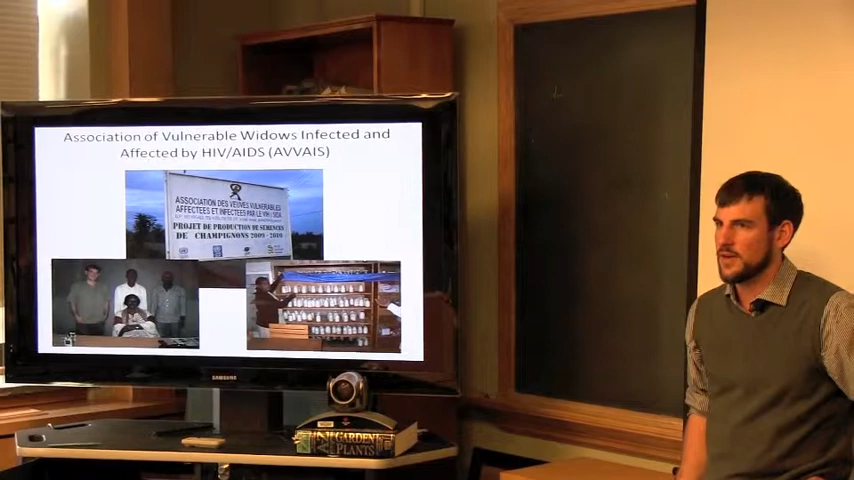 Association of Vulnerable Widows Infected and
Affected by HIV/AIDS (AVVAIS)
ASSOCIATION DES VEUVES VULNERABLES
AFFECTEES ET INFECTEES PAR LE VIH / SIDA
PROJET DE PRODUCTION DE SEMENCES
DE CHAMPIGNONS 2009-2010
SAMSUNG
GARDEN
PLANTS